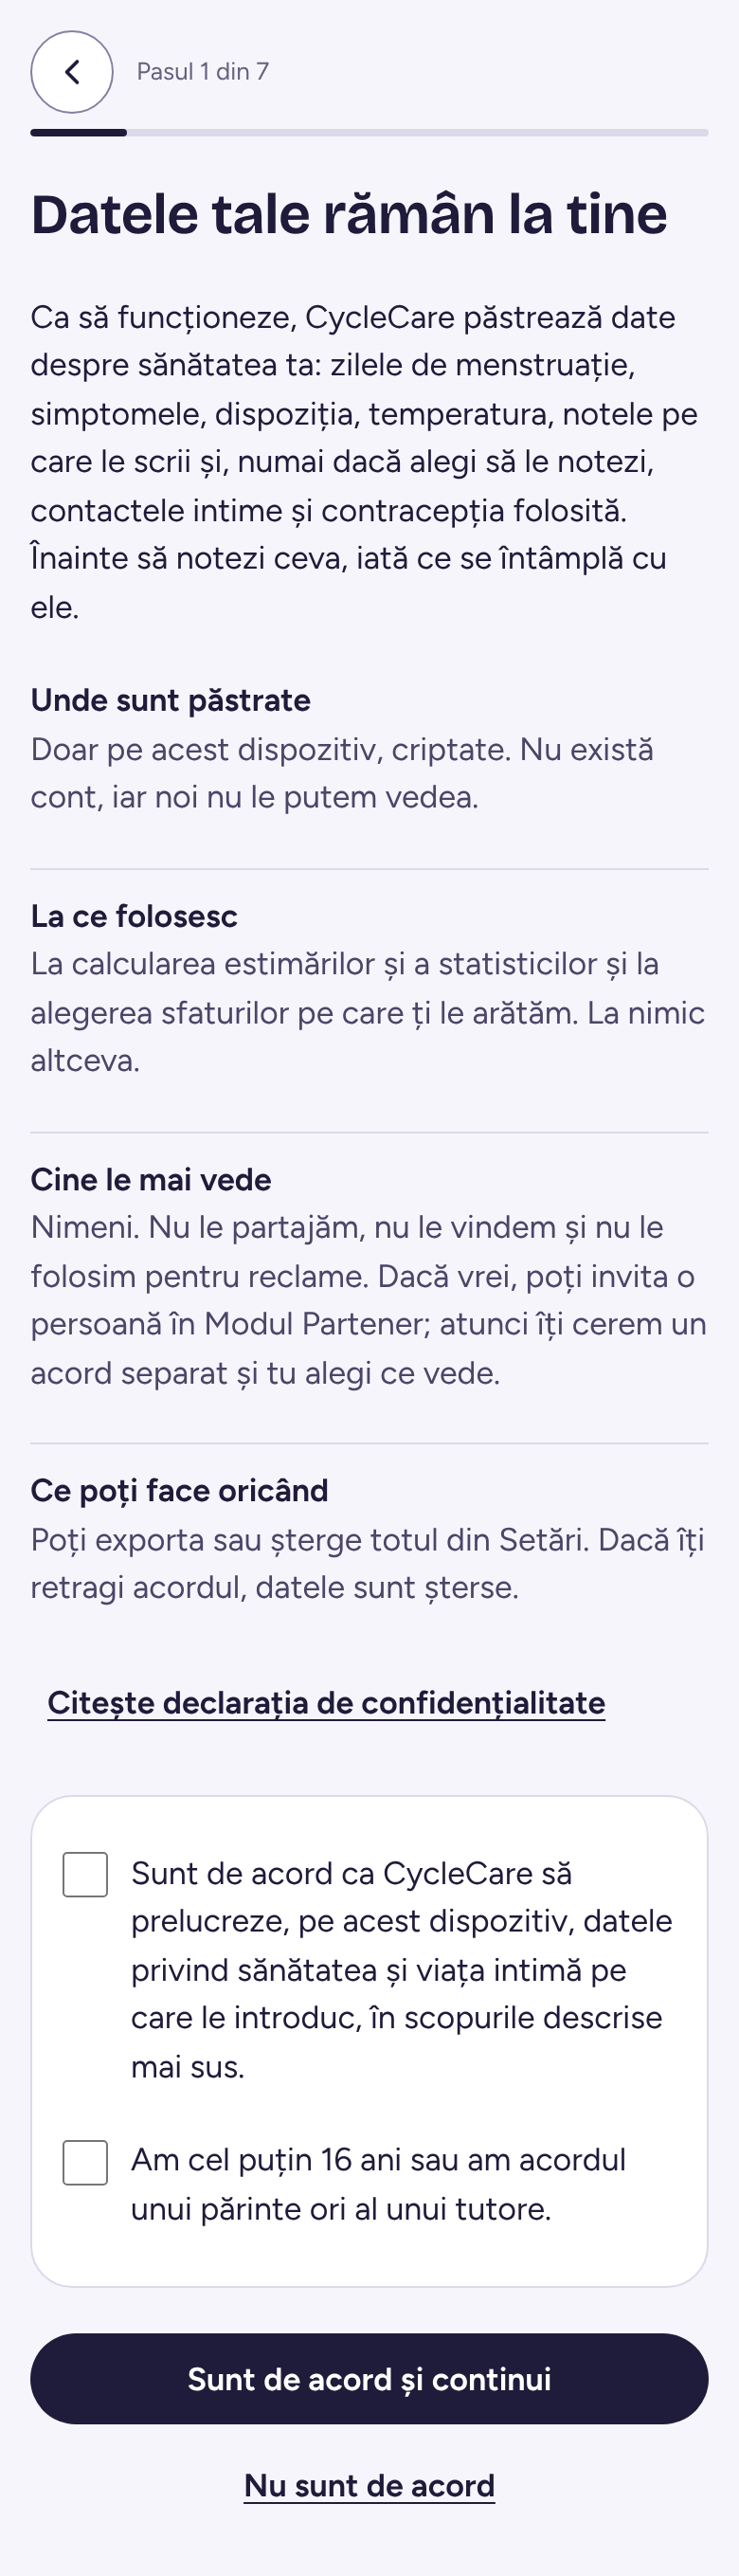 Pasul 1 din 7
Datele tale rămân la tine
Ca să funcționeze, CycleCare păstrează date
despre sănătatea ta: zilele de menstruație,
simptomele, dispoziția, temperatura, notele pe
care le scrii și, numai dacă alegi să le notezi,
contactele intime și contracepția folosită.
Înainte să notezi ceva, iată ce se întâmplă cu
ele.
Unde sunt păstrate
Doar pe acest dispozitiv, criptate. Nu există
cont, iar noi nu le putem vedea.
La ce folosesc
La calcularea estimărilor și a statisticilor și la
alegerea sfaturilor pe care ți le arătăm. La nimic
altceva.
Cine le mai vede
Nimeni. Nu le partajăm, nu le vindem și nu le
folosim pentru reclame. Dacă vrei, poți invita o
persoană în Modul Partener; atunci îți cerem un
acord separat și tu alegi ce vede.
Ce poți face oricând
Poți exporta sau șterge totul din Setări. Dacă îți
retragi acordul, datele sunt șterse.
Citește declarația de confidențialitate
Sunt de acord ca CycleCare să
prelucreze, pe acest dispozitiv, datele
privind sănătatea și viața intimă pe
care le introduc, în scopurile descrise
mai sus.
Am cel puțin 16 ani sau am acordul
unui părinte ori al unui tutore.
Sunt de acord și continui
Nu sunt de acord